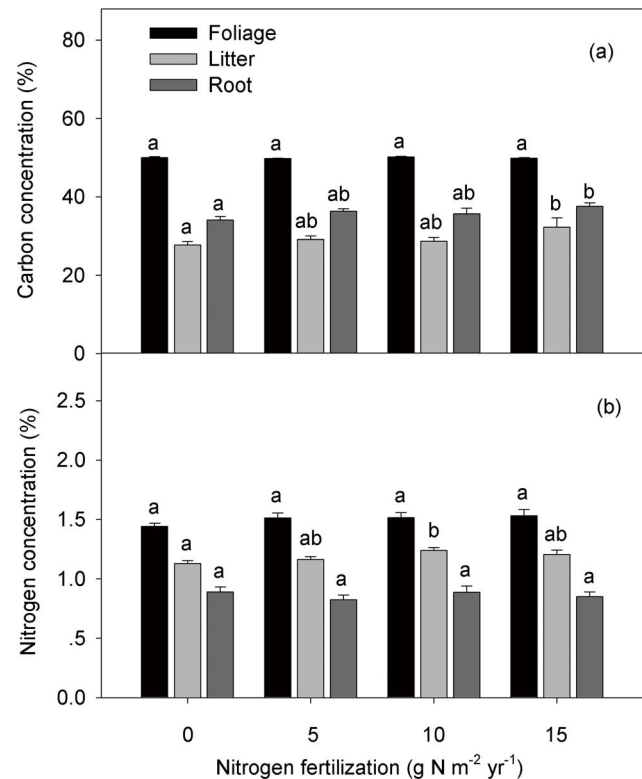 Foliage
Litter
Root
(a)
Carbon concentration (%)
80
60
40
20
0
a
a
a
a
ab
ab
a
ab
ab
a
b
b
(b)
Nitrogen concentration (%)
2.5
2.0
1.5
1.0
.5
0.0
a
a
a
a
ab
a
a
b
a
a
ab
a
0
5
10
15
Nitrogen fertilization (g N m⁻² yr⁻¹)